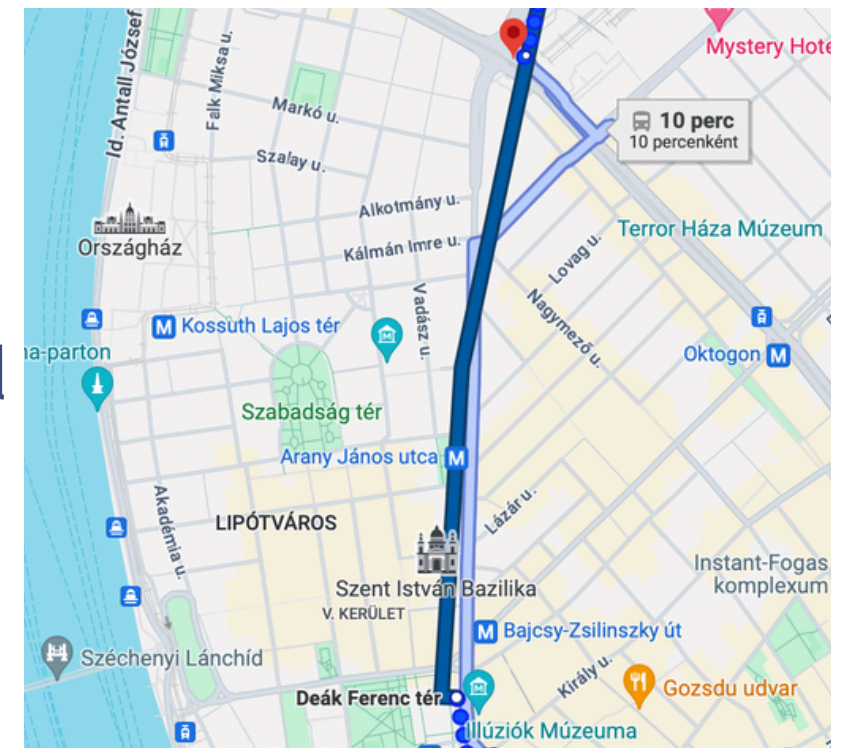 Id. Antall József
Falk Miksa u.
Mystery Hote
Markó u.
10 perc
10 percenként
Szalay u.
Alkotmány u.
Országház
Kálmán Imre u.
Terror Háza Múzeum
Lovag u.
Nagymező u.
Vadász u.
M Kossuth Lajos tér
na-parton
Oktogon M
Szabadság tér
Arany János utca M
Akadémia u.
LIPÓTVÁROS
Lázár u.
Instant-Fogas
komplexum
Szent István Bazilika
V. KERÜLET
M Bajcsy-Zsilinszky út
Széchenyi Lánchíd
Király u.
Gozsdu udvar
Deák Ferenc tér
Illúziók Múzeuma